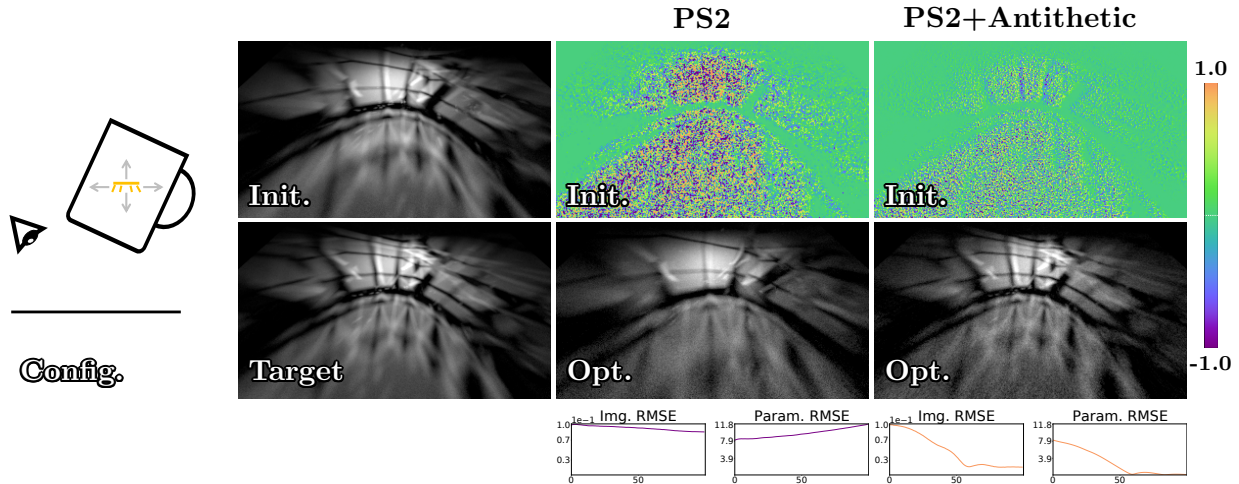 PS2
PS2+Antithetic
Init.
Init.
Init.
1.0
-1.0
Config.
Target
Opt.
Opt.
1e−1
Img. RMSE
1.0
0.7
0.3
0
50
Param. RMSE
11.8
7.9
3.9
0
50
1e−1
Img. RMSE
1.0
0.7
0.3
0
50
Param. RMSE
11.8
7.9
3.9
0
50